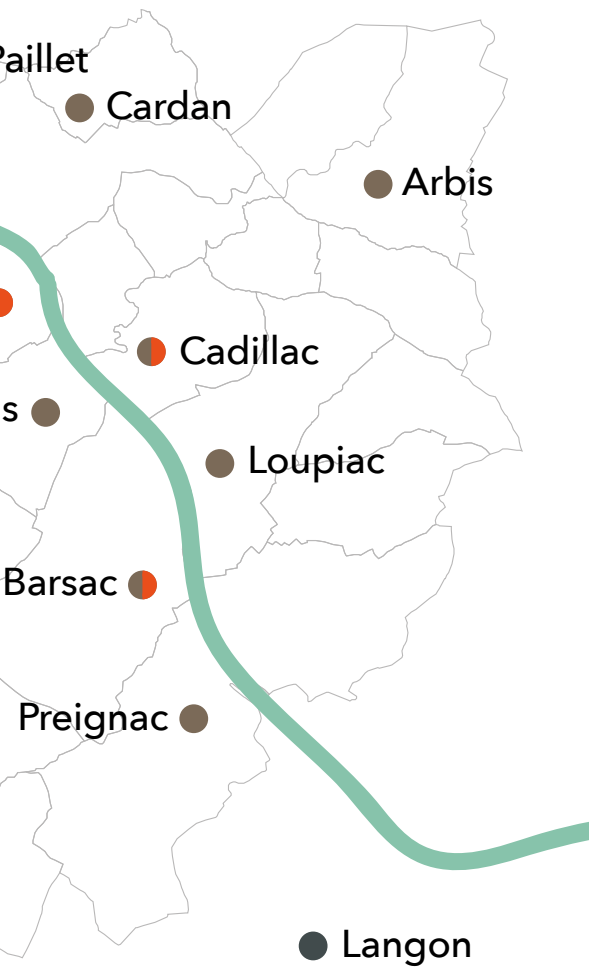 Paillet
Cardan
Arbis
Cadillac
s
Loupiac
Barsac
Preignac
Langon